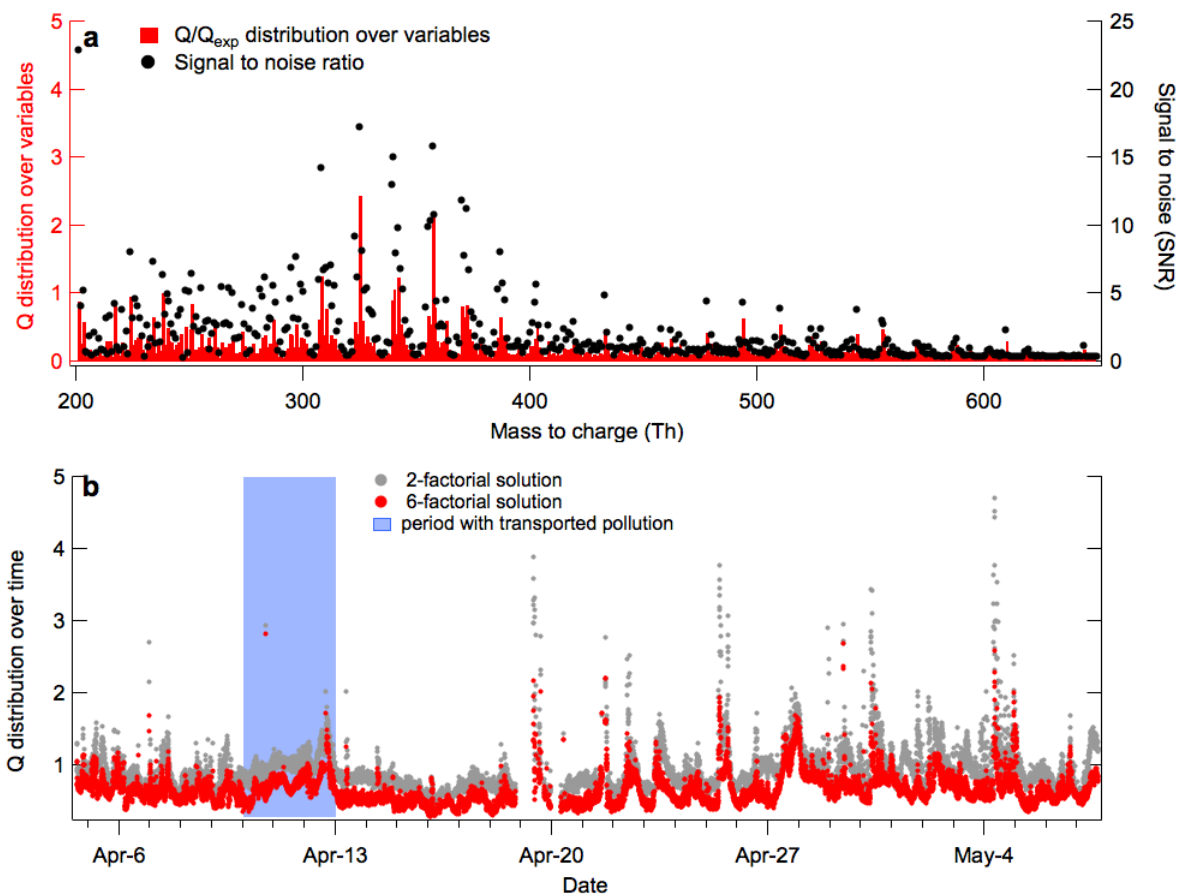 a
Q/Qexp distribution over variables
Signal to noise ratio
Q distribution over variables
5
4
3
2
1
0
25
20
15
10
5
0
Signal to noise (SNR)
200 300 400 500 600
Mass to charge (Th)
b
2-factorial solution
6-factorial solution
period with transported pollution
Q distribution over time
5
4
3
2
1
Apr-6 Apr-13 Apr-20 Apr-27 May-4
Date